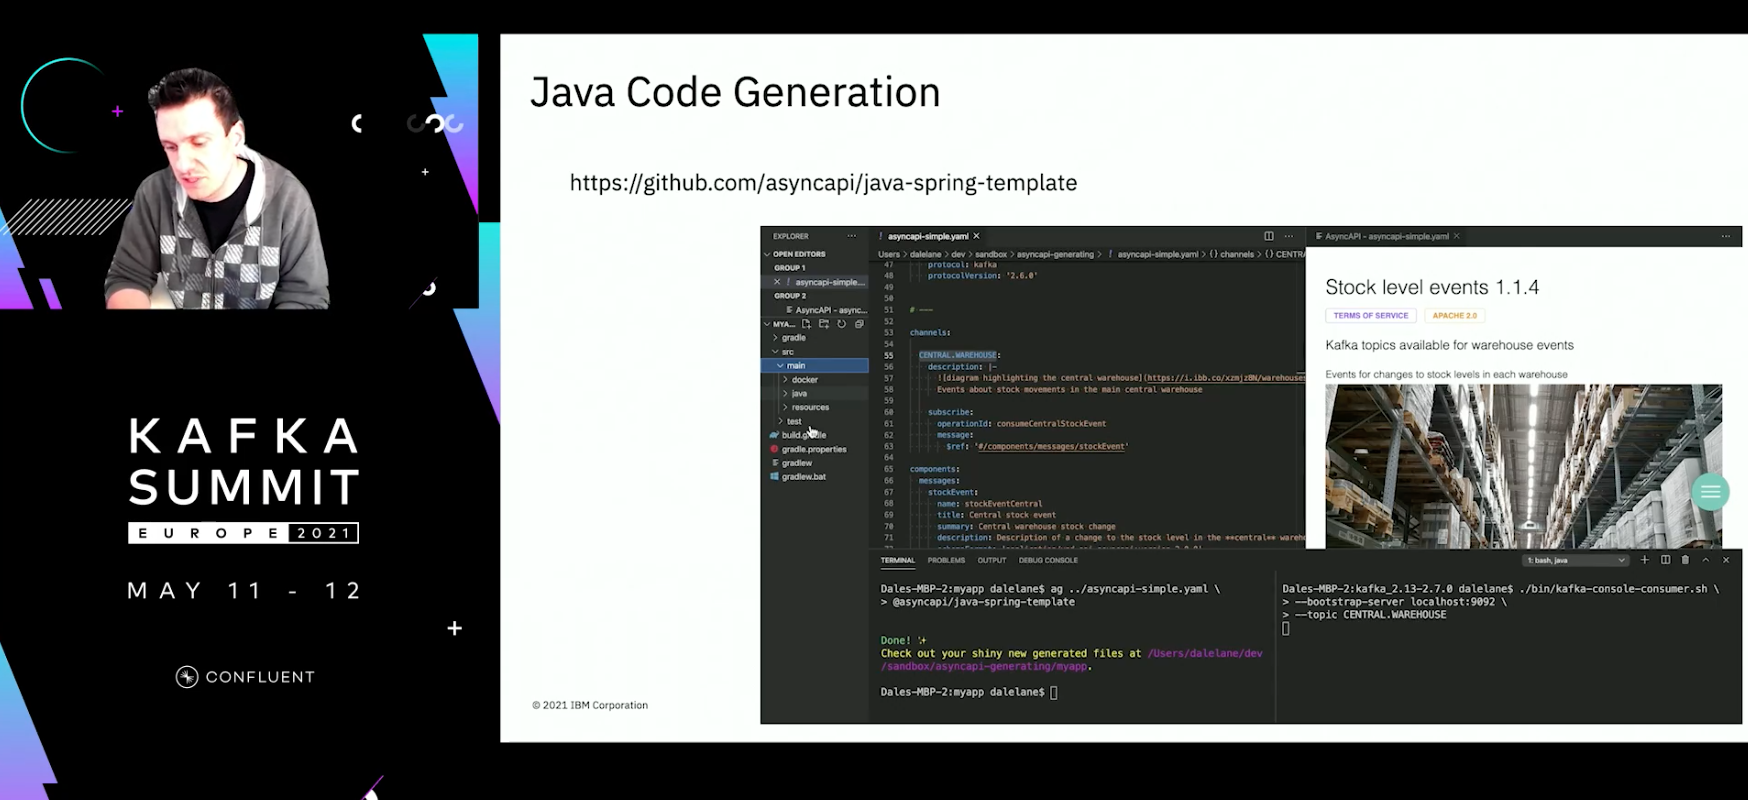 KAFKA
SUMMIT
EUROPE 2021
MAY 11 - 12
CONFLUENT
Java Code Generation
https://github.com/asyncapi/java-spring-template
EXPLORER
OPEN EDITORS
GROUP 1
asyncapi-simple....
GROUP 2
AsyncAPI - async...
MYA...
gradle
src
main
docker
java
resources
test
build.gradle
gradle.properties
gradlew
gradlew.bat
! asyncapi-simple.yaml
Users > dalelane > dev > sandbox > asyncapi-generating > ! asyncapi-simple.yaml > {} channels > {} CENTRA
47 protocol: kafka
48 protocolVersion: '2.6.0'
49
50
51 # ---
52
53 channels:
54
55 CENTRAL.WAREHOUSE:
56 description: |-
57 ![diagram highlighting the central warehouse](https://i.ibb.co/xzmjz8N/warehouses
58 Events about stock movements in the main central warehouse
59
60 subscribe:
61 operationId: consumeCentralStockEvent
62 message:
63 $ref: '#/components/messages/stockEvent'
64
65 components:
66 messages:
67 stockEvent:
68 name: stockEventCentral
69 title: Central stock event
70 summary: Central warehouse stock change
71 description: Description of a change to the stock level in the **central** wareho
AsyncAPI - asyncapi-simple.yaml
Stock level events 1.1.4
TERMS OF SERVICE APACHE 2.0
Kafka topics available for warehouse events
Events for changes to stock levels in each warehouse
TERMINAL PROBLEMS OUTPUT DEBUG CONSOLE
1: bash, java
Dales-MBP-2:myapp dalelane$ ag ../asyncapi-simple.yaml \
> @asyncapi/java-spring-template
Done! ✨
Check out your shiny new generated files at /Users/dalelane/dev
/sandbox/asyncapi-generating/myapp.
Dales-MBP-2:myapp dalelane$
Dales-MBP-2:kafka_2.13-2.7.0 dalelane$ ./bin/kafka-console-consumer.sh \
> --bootstrap-server localhost:9092 \
> --topic CENTRAL.WAREHOUSE
© 2021 IBM Corporation